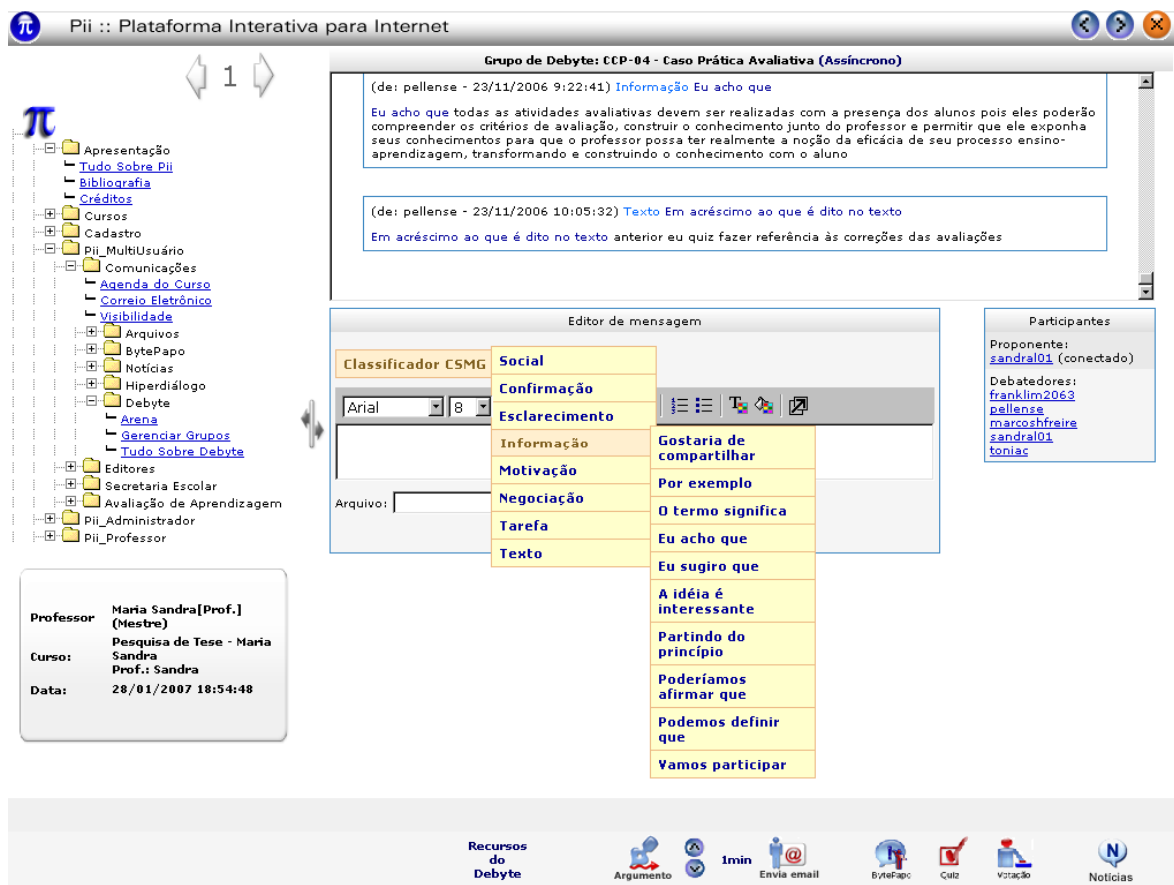 π Pii :: Plataforma Interativa para Internet
1
π
Apresentação
Tudo Sobre Pii
Bibliografia
Créditos
Cursos
Cadastro
Pii_MultiUsuário
Comunicações
Agenda do Curso
Correio Eletrônico
Visibilidade
Arquivos
BytePapo
Notícias
Hiperdiálogo
Debyte
Arena
Gerenciar Grupos
Tudo Sobre Debyte
Editores
Secretaria Escolar
Avaliação de Aprendizagem
Pii_Administrador
Pii_Professor
Professor Maria Sandra[Prof.]
(Mestre)
Curso: Pesquisa de Tese - Maria
Sandra
Prof.: Sandra
Data: 28/01/2007 18:54:48
Grupo de Debyte: CCP-04 - Caso Prática Avaliativa (Assíncrono)
(de: pellense - 23/11/2006 9:22:41) Informação Eu acho que
Eu acho que todas as atividades avaliativas devem ser realizadas com a presença dos alunos pois eles poderão
compreender os critérios de avaliação, construir o conhecimento junto do professor e permitir que ele exponha
seus conhecimentos para que o professor possa ter realmente a noção da eficácia de seu processo ensino-
aprendizagem, transformando e construindo o conhecimento com o aluno
(de: pellense - 23/11/2006 10:05:32) Texto Em acréscimo ao que é dito no texto
Em acréscimo ao que é dito no texto anterior eu quiz fazer referência às correções das avaliações
Editor de mensagem
Classificador CSMG
Arial 8
Arquivo:
Social
Confirmação
Esclarecimento
Informação
Motivação
Negociação
Tarefa
Texto
Gostaria de
compartilhar
Por exemplo
O termo significa
Eu acho que
Eu sugiro que
A idéia é
interessante
Partindo do
princípio
Poderíamos
afirmar que
Podemos definir
que
Vamos participar
Participantes
Proponente:
sandral01 (conectado)
Debatedores:
franklim2063
pellense
marcoshfreire
sandral01
toniac
Recursos
do
Debyte
Argumento
1min
Envia email
BytePapo
Quiz
Votação
N
Notícias